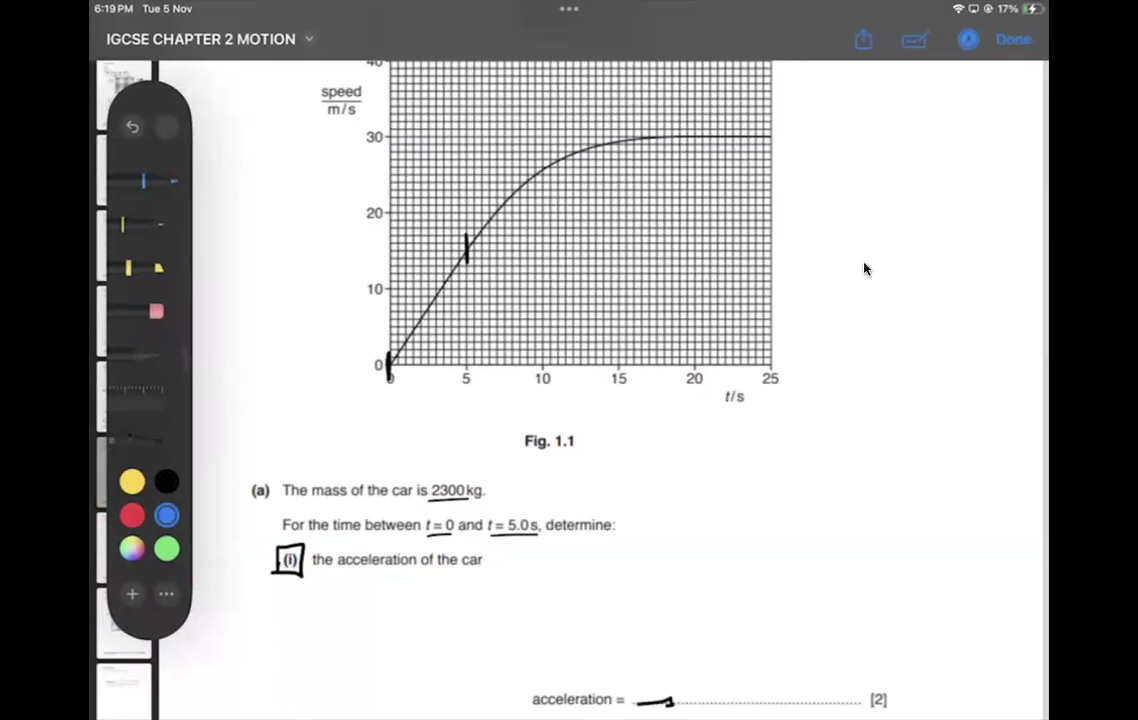 6:19PM Tue 5 Nov
17%
IGCSE CHAPTER 2 MOTION
Done
40
speed
m/s
30
20
10
0
0 5 10 15 20 25
t/s
Fig. 1.1
(a) The mass of the car is 2300 kg.
For the time between t = 0 and t = 5.0 s, determine:
(i) the acceleration of the car
acceleration = ........................................ [2]